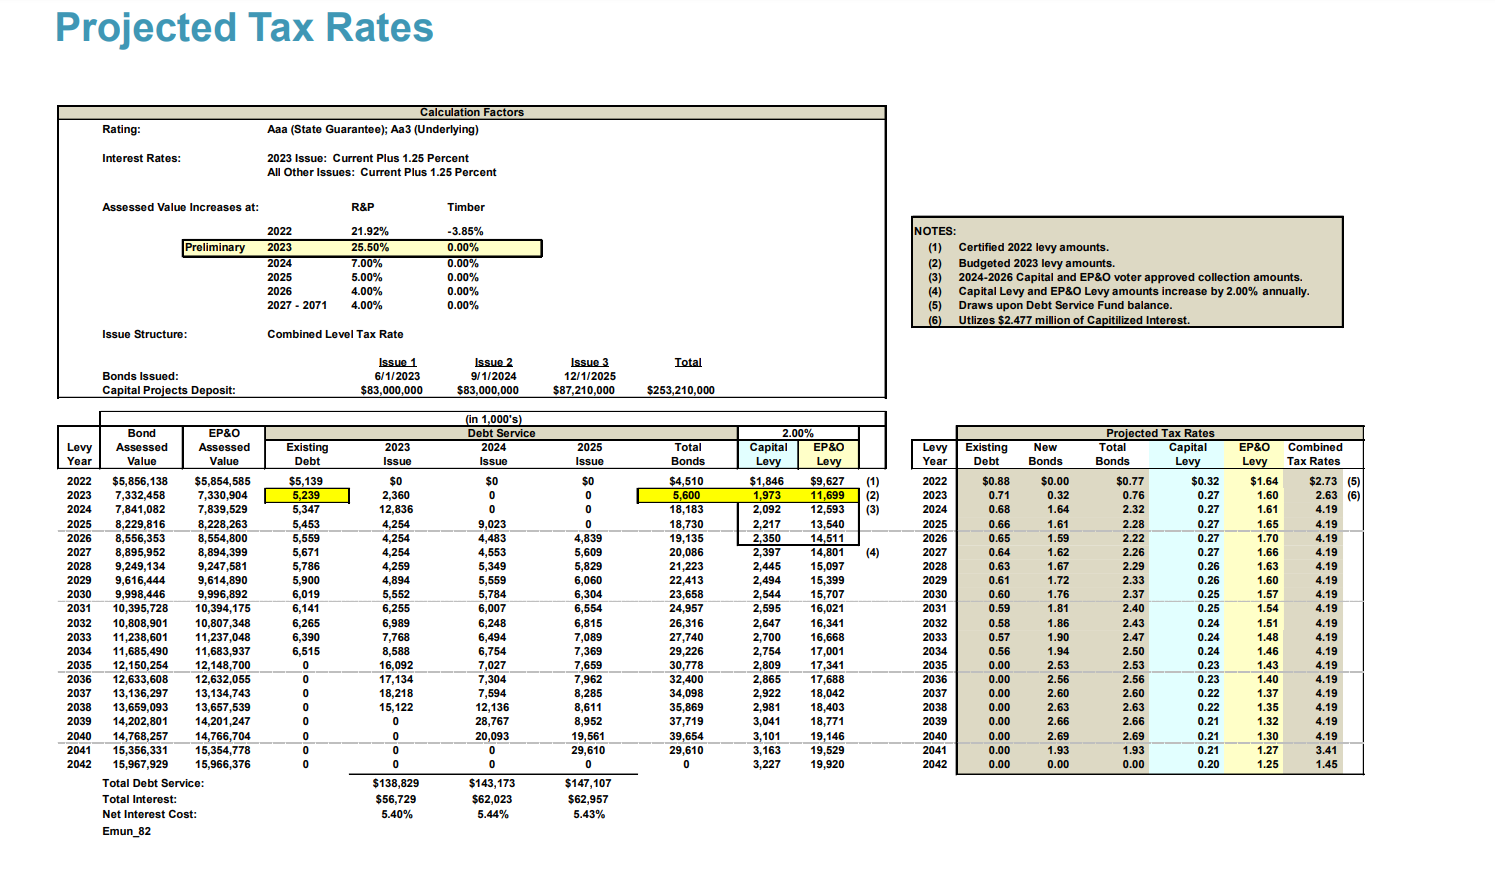 Projected Tax Rates
Calculation Factors
Rating: Aaa (State Guarantee); Aa3 (Underlying)
Interest Rates: 2023 Issue: Current Plus 1.25 Percent
All Other Issues: Current Plus 1.25 Percent
Assessed Value Increases at: R&P Timber
2022 21.92% -3.85%
Preliminary 2023 25.50% 0.00%
2024 7.00% 0.00%
2025 5.00% 0.00%
2026 4.00% 0.00%
2027 - 2071 4.00% 0.00%
Issue Structure: Combined Level Tax Rate
Issue 1 Issue 2 Issue 3 Total
Bonds Issued: 6/1/2023 9/1/2024 12/1/2025
Capital Projects Deposit: $83,000,000 $83,000,000 $87,210,000 $253,210,000
NOTES:
(1) Certified 2022 levy amounts.
(2) Budgeted 2023 levy amounts.
(3) 2024-2026 Capital and EP&O voter approved collection amounts.
(4) Capital Levy and EP&O Levy amounts increase by 2.00% annually.
(5) Draws upon Debt Service Fund balance.
(6) Utlizes $2.477 million of Capitilized Interest.
(in 1,000's)
Bond EP&O Debt Service 2.00%
Levy Assessed Assessed Existing 2023 2024 2025 Total Capital EP&O
Year Value Value Debt Issue Issue Issue Bonds Levy Levy
2022 $5,856,138 $5,854,585 $5,139 $0 $0 $0 $4,510 $1,846 $9,627 (1)
2023 7,332,458 7,330,904 5,239 2,360 0 0 5,600 1,973 11,699 (2)
2024 7,841,082 7,839,529 5,347 12,836 0 0 18,183 2,092 12,593 (3)
2025 8,229,816 8,228,263 5,453 4,254 9,023 0 18,730 2,217 13,540
2026 8,556,353 8,554,800 5,559 4,254 4,483 4,839 19,135 2,350 14,511
2027 8,895,952 8,894,399 5,671 4,254 4,553 5,609 20,086 2,397 14,801 (4)
2028 9,249,134 9,247,581 5,786 4,259 5,349 5,829 21,223 2,445 15,097
2029 9,616,444 9,614,890 5,900 4,894 5,559 6,060 22,413 2,494 15,399
2030 9,998,446 9,996,892 6,019 5,552 5,784 6,304 23,658 2,544 15,707
2031 10,395,728 10,394,175 6,141 6,255 6,007 6,554 24,957 2,595 16,021
2032 10,808,901 10,807,348 6,265 6,989 6,248 6,815 26,316 2,647 16,341
2033 11,238,601 11,237,048 6,390 7,768 6,494 7,089 27,740 2,700 16,668
2034 11,685,490 11,683,937 6,515 8,588 6,754 7,369 29,226 2,754 17,001
2035 12,150,254 12,148,700 0 16,092 7,027 7,659 30,778 2,809 17,341
2036 12,633,608 12,632,055 0 17,134 7,304 7,962 32,400 2,865 17,688
2037 13,136,297 13,134,743 0 18,218 7,594 8,285 34,098 2,922 18,042
2038 13,659,093 13,657,539 0 15,122 12,136 8,611 35,869 2,981 18,403
2039 14,202,801 14,201,247 0 0 28,767 8,952 37,719 3,041 18,771
2040 14,768,257 14,766,704 0 0 20,093 19,561 39,654 3,101 19,146
2041 15,356,331 15,354,778 0 0 0 29,610 29,610 3,163 19,529
2042 15,967,929 15,966,376 0 0 0 0 0 3,227 19,920
Total Debt Service: $138,829 $143,173 $147,107
Total Interest: $56,729 $62,023 $62,957
Net Interest Cost: 5.40% 5.44% 5.43%
Emun_82
Projected Tax Rates
Levy Existing New Total Capital EP&O Combined
Year Debt Bonds Bonds Levy Levy Tax Rates
2022 $0.88 $0.00 $0.77 $0.32 $1.64 $2.73 (5)
2023 0.71 0.32 0.76 0.27 1.60 2.63 (6)
2024 0.68 1.64 2.32 0.27 1.61 4.19
2025 0.66 1.61 2.28 0.27 1.65 4.19
2026 0.65 1.59 2.22 0.27 1.70 4.19
2027 0.64 1.62 2.26 0.27 1.66 4.19
2028 0.63 1.67 2.29 0.26 1.63 4.19
2029 0.61 1.72 2.33 0.26 1.60 4.19
2030 0.60 1.76 2.37 0.25 1.57 4.19
2031 0.59 1.81 2.40 0.25 1.54 4.19
2032 0.58 1.86 2.43 0.24 1.51 4.19
2033 0.57 1.90 2.47 0.24 1.48 4.19
2034 0.56 1.94 2.50 0.24 1.46 4.19
2035 0.00 2.53 2.53 0.23 1.43 4.19
2036 0.00 2.56 2.56 0.23 1.40 4.19
2037 0.00 2.60 2.60 0.22 1.37 4.19
2038 0.00 2.63 2.63 0.22 1.35 4.19
2039 0.00 2.66 2.66 0.21 1.32 4.19
2040 0.00 2.69 2.69 0.21 1.30 4.19
2041 0.00 1.93 1.93 0.21 1.27 3.41
2042 0.00 0.00 0.00 0.20 1.25 1.45